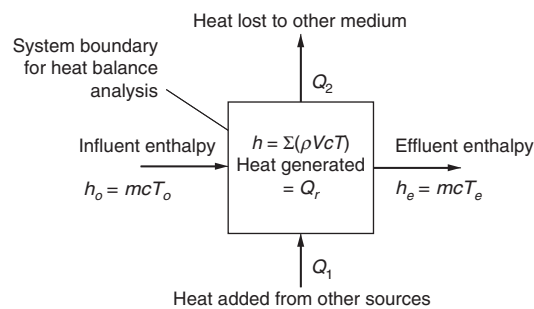 Heat lost to other medium
System boundary
for heat balance
analysis
Q₂
Influent enthalpy
hₒ = mcTₒ
h = Σ(ρVcT)
Heat generated
= Qᵣ
Effluent enthalpy
hₑ = mcTₑ
Q₁
Heat added from other sources